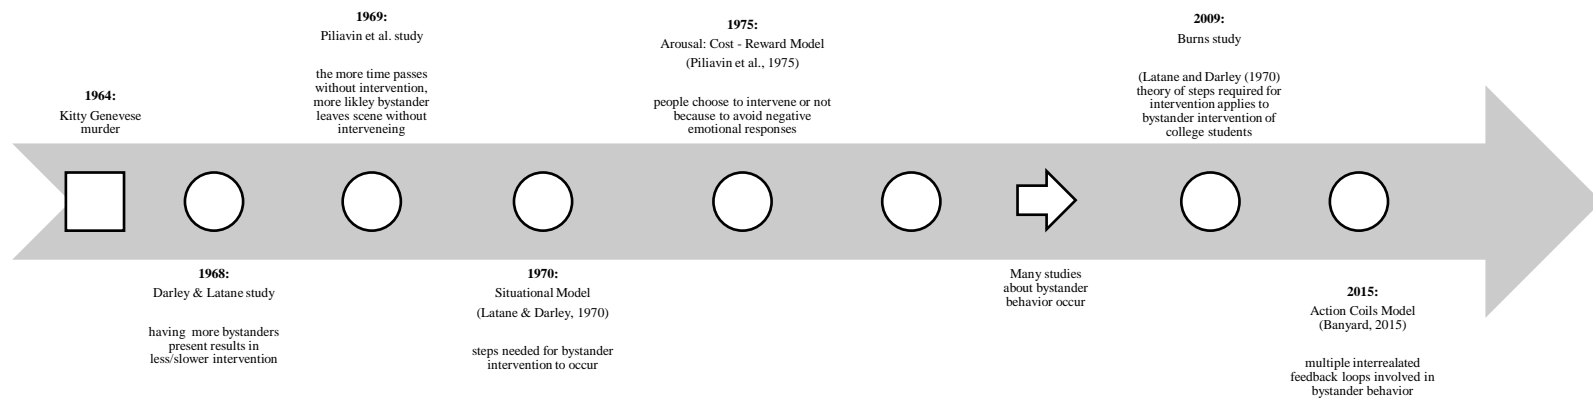 1964:
Kitty Genevese
murder
1968:
Darley & Latane study
having more bystanders
present results in
less/slower intervention
1969:
Piliavin et al. study
the more time passes
without intervention,
more likley bystander
leaves scene without
interveneing
1970:
Situational Model
(Latane & Darley, 1970)
steps needed for bystander
intervention to occur
1975:
Arousal: Cost - Reward Model
(Piliavin et al., 1975)
people choose to intervene or not
because to avoid negative
emotional responses
Many studies
about bystander
behavior occur
2009:
Burns study
(Latane and Darley (1970)
theory of steps required for
intervention applies to
bystander intervention of
college students
2015:
Action Coils Model
(Banyard, 2015)
multiple interrealated
feedback loops involved in
bystander behavior